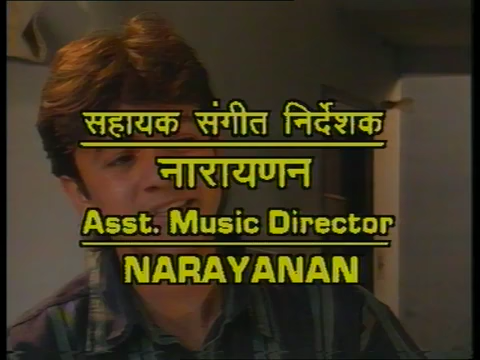 सहायक संगीत निर्देशक
नारायणन
Asst. Music Director
NARAYANAN